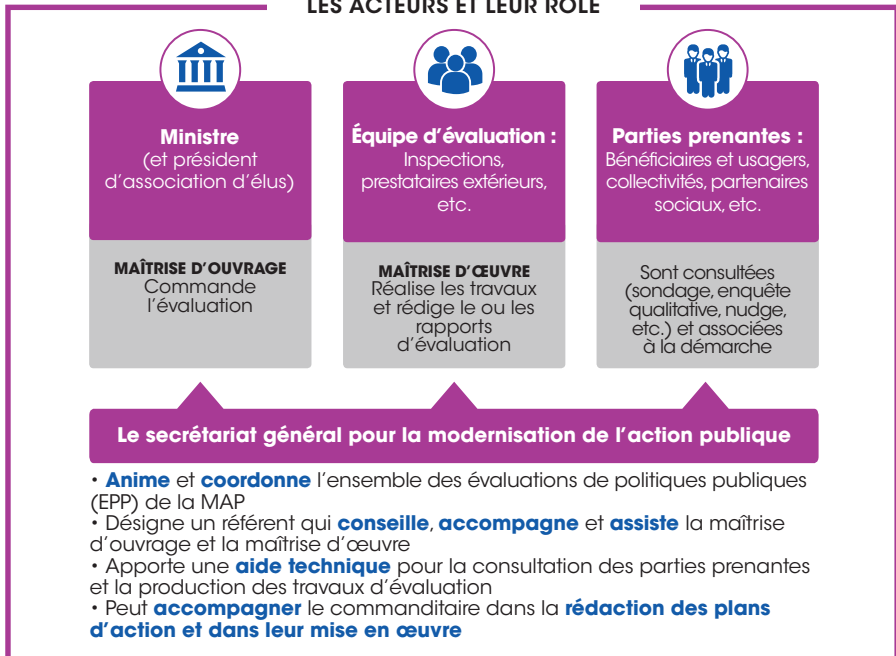 LES ACTEURS ET LEUR RÔLE
Ministre
(et président
d'association d'élus)
MAÎTRISE D'OUVRAGE
Commande
l'évaluation
Équipe d'évaluation :
Inspections,
prestataires extérieurs,
etc.
MAÎTRISE D'ŒUVRE
Réalise les travaux
et rédige le ou les
rapports
d'évaluation
Parties prenantes :
Bénéficiaires et usagers,
collectivités, partenaires
sociaux, etc.
Sont consultées
(sondage, enquête
qualitative, nudge,
etc.) et associées
à la démarche
Le secrétariat général pour la modernisation de l'action publique
• Anime et coordonne l'ensemble des évaluations de politiques publiques
(EPP) de la MAP
• Désigne un référent qui conseille, accompagne et assiste la maîtrise
d'ouvrage et la maîtrise d'œuvre
• Apporte une aide technique pour la consultation des parties prenantes
et la production des travaux d'évaluation
• Peut accompagner le commanditaire dans la rédaction des plans
d'action et dans leur mise en œuvre